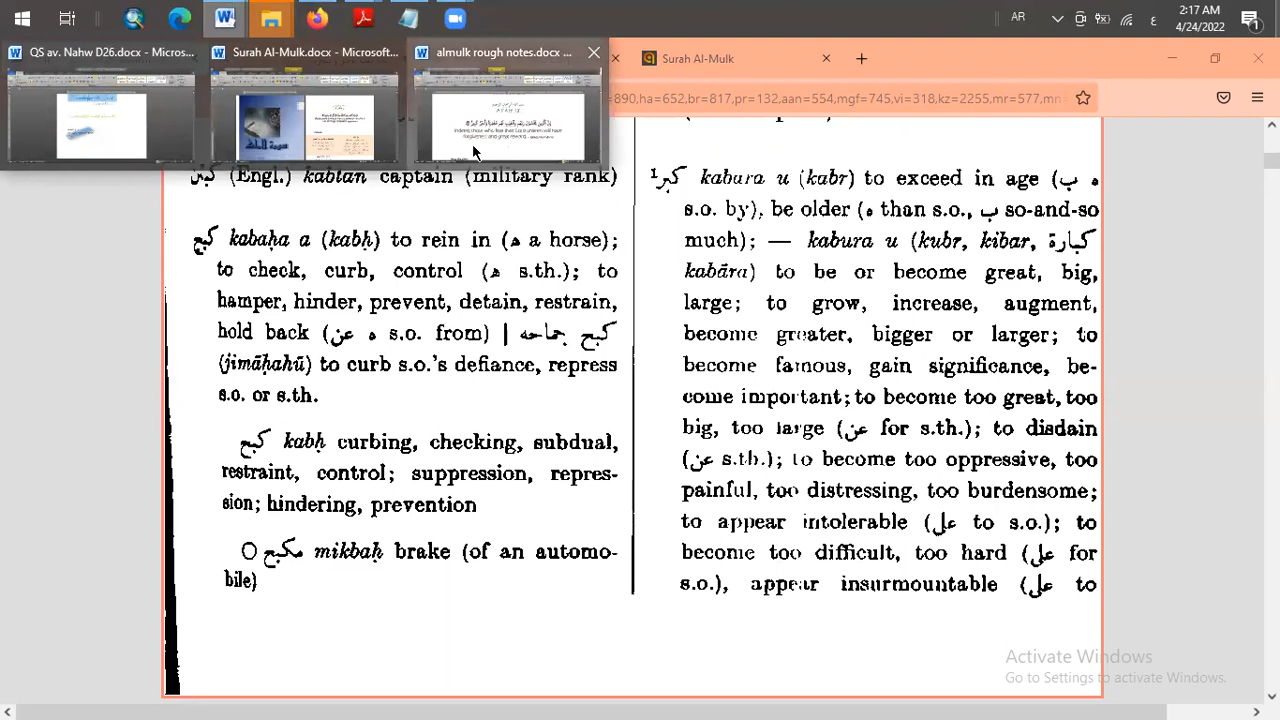 AR
ع
2:17 AM
4/24/2022
QS av. Nahw D26.docx - Micros...
Surah Al-Mulk.docx - Microsoft...
almulk rough notes.docx ...
Surah Al-Mulk
=890,ha=652,br=817,pr=132,aan=554,mgf=745,vi=318,kz=2255,mr=577,mn=
(Engl.) kabtan captain (military rank)
كبح kabaḥa a (kabḥ) to rein in (ه a horse);
to check, curb, control (ه s.th.); to
hamper, hinder, prevent, detain, restrain,
hold back (عن ه s.o. from) | كبح جماحه
(jimāḥahū) to curb s.o.'s defiance, repress
s.o. or s.th.
كبح kabḥ curbing, checking, subdual,
restraint, control; suppression, repres-
sion; hindering, prevention
O مكبح mikbaḥ brake (of an automo-
bile)
¹كبر kabara u (kabr) to exceed in age (ب ه
s.o. by), be older (ه than s.o., ب so-and-so
much); — kabura u (kubr, kibar, كبارة
kabāra) to be or become great, big,
large; to grow, increase, augment,
become greater, bigger or larger; to
become famous, gain significance, be-
come important; to become too great, too
big, too large (عن for s.th.); to disdain
(عن s.th.); to become too oppressive, too
painful, too distressing, too burdensome;
to appear intolerable (على to s.o.); to
become too difficult, too hard (على for
s.o.), appear insurmountable (على to
Activate Windows
Go to Settings to activate Windows.